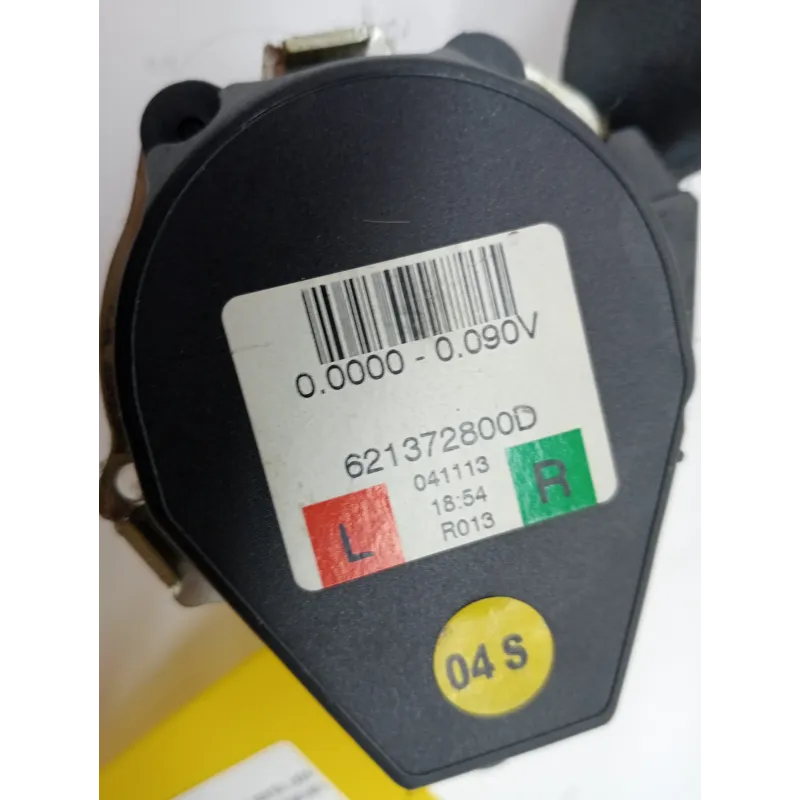 0.0000 - 0.090V
621372800D
041113
18:54
R013
L
R
04 S